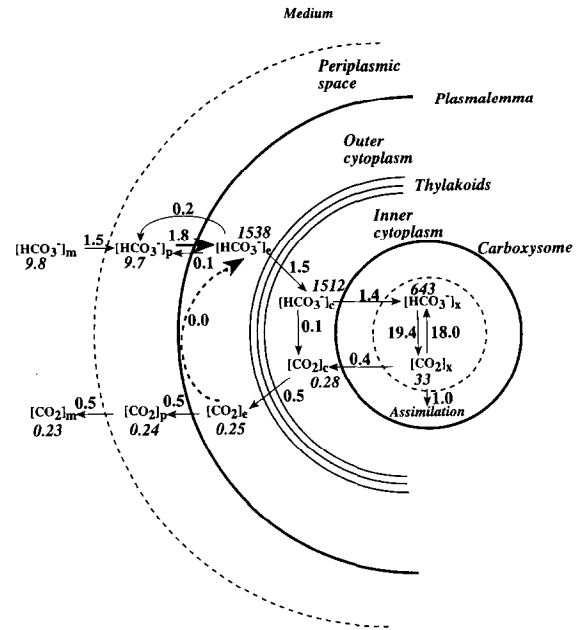 Medium
Periplasmic
space
Plasmalemma
Outer
cytoplasm
Thylakoids
Inner
cytoplasm
Carboxysome
0.2
1538
[HCO₃⁻]m 1.5 [HCO₃⁻]p 1.8 [HCO₃⁻]e
9.8 9.7 0.1
1.5
1512 643
[HCO₃⁻]c 1.4 [HCO₃⁻]x
0.0 0.1 19.4 18.0
[CO₂]c 0.4 [CO₂]x
0.28 33
0.5 1.0
[CO₂]m 0.5 [CO₂]p 0.5 [CO₂]e Assimilation
0.23 0.24 0.25